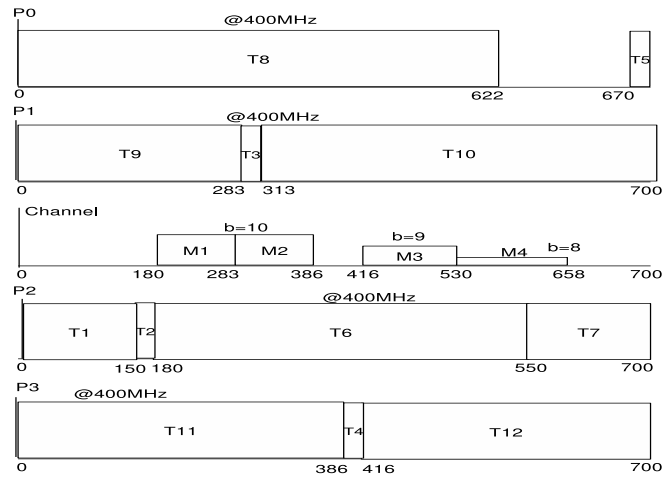 P0
@400MHz
T8
T5
0
622
670
P1
@400MHz
T9
T3
T10
0
283
313
700
Channel
b=10
b=9
b=8
M1
M2
M3
M4
0
180
283
386
416
530
658
700
P2
@400MHz
T1
T2
T6
T7
0
150
180
550
700
P3
@400MHz
T11
T4
T12
0
386
416
700